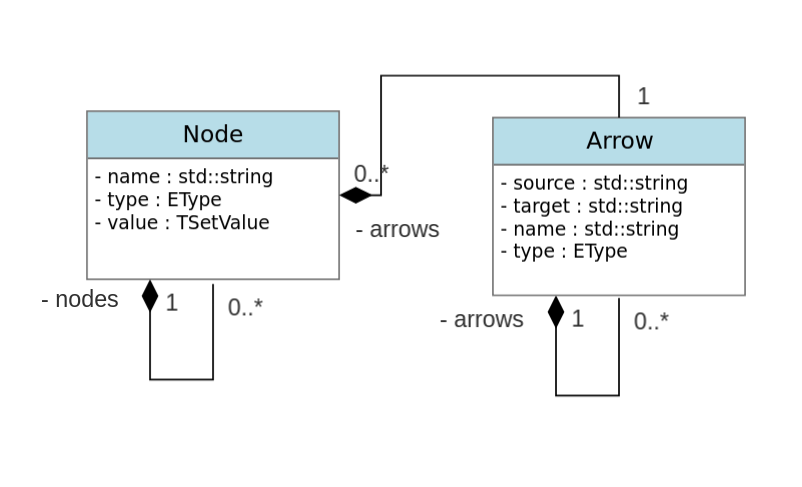 Node
- name : std::string
- type : EType
- value : TSetValue
- nodes
1
0..*
0..*
- arrows
1
Arrow
- source : std::string
- target : std::string
- name : std::string
- type : EType
- arrows
1
0..*